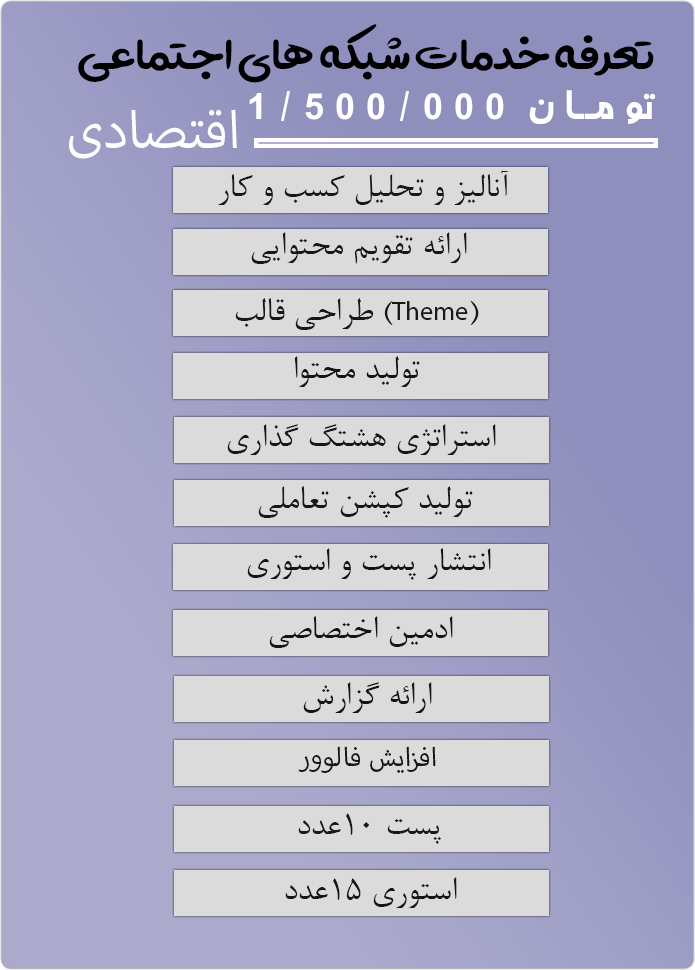 تعرفه خدمات شبکه های اجتماعی
1/500/000 تومان
اقتصادی
آنالیز و تحلیل کسب و کار
ارائه تقویم محتوایی
طراحی قالب (Theme)
تولید محتوا
استراتژی هشتگ گذاری
تولید کپشن تعاملی
انتشار پست و استوری
ادمین اختصاصی
ارائه گزارش
افزایش فالوور
پست ۱۰عدد
استوری ۱۵عدد